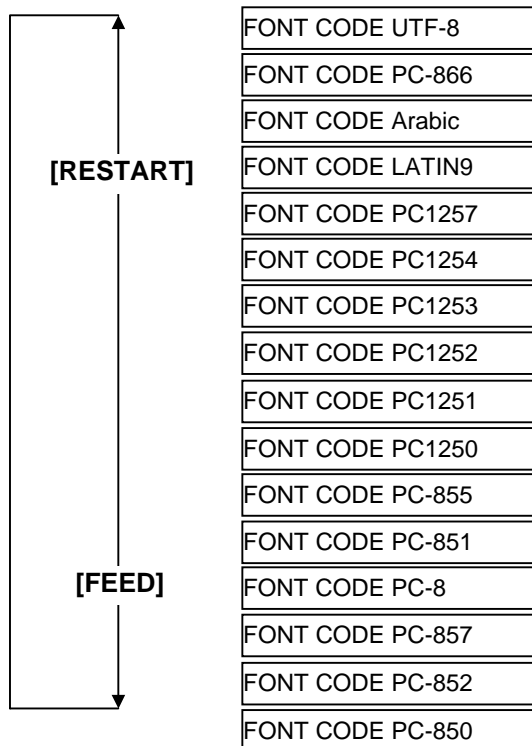 FONT CODE UTF-8
FONT CODE PC-866
FONT CODE Arabic
[RESTART]
FONT CODE LATIN9
FONT CODE PC1257
FONT CODE PC1254
FONT CODE PC1253
FONT CODE PC1252
FONT CODE PC1251
FONT CODE PC1250
FONT CODE PC-855
FONT CODE PC-851
[FEED]
FONT CODE PC-8
FONT CODE PC-857
FONT CODE PC-852
FONT CODE PC-850